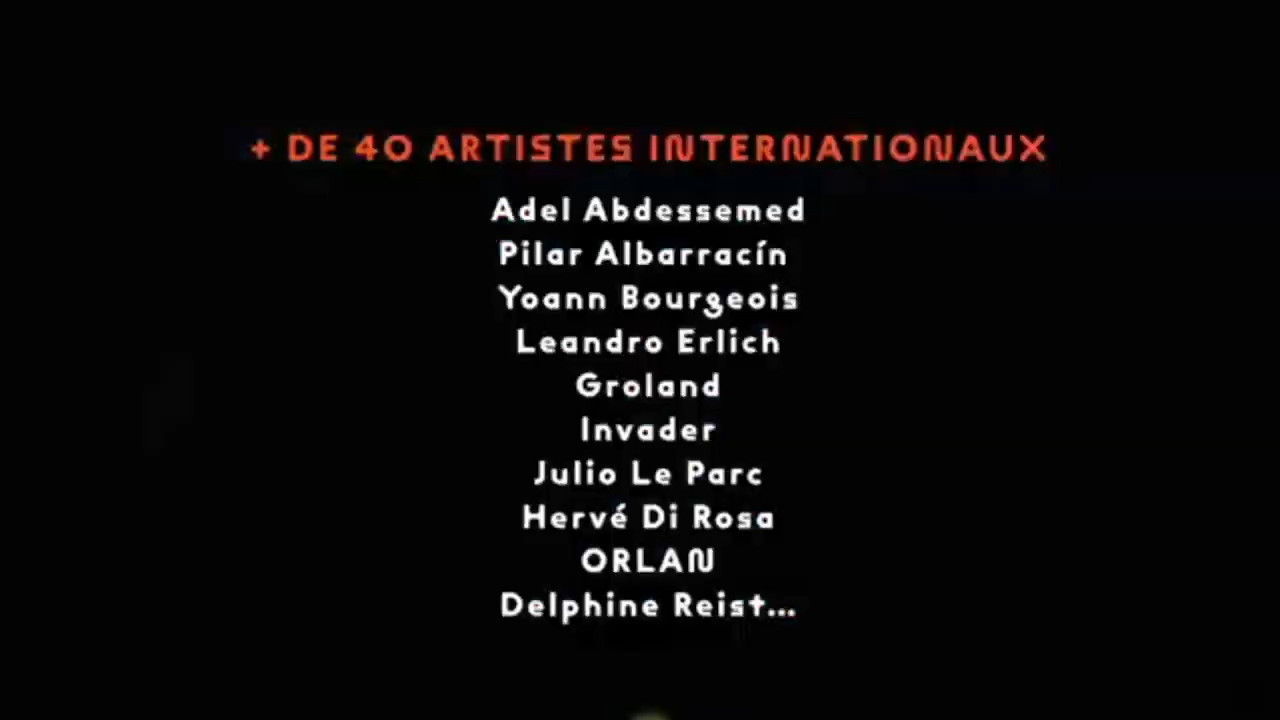 + DE 40 ARTISTES INTERNATIONAUX
Adel Abdessemed
Pilar Albarracín
Yoann Bourgeois
Leandro Erlich
Groland
Invader
Julio Le Parc
Hervé Di Rosa
ORLAN
Delphine Reist...